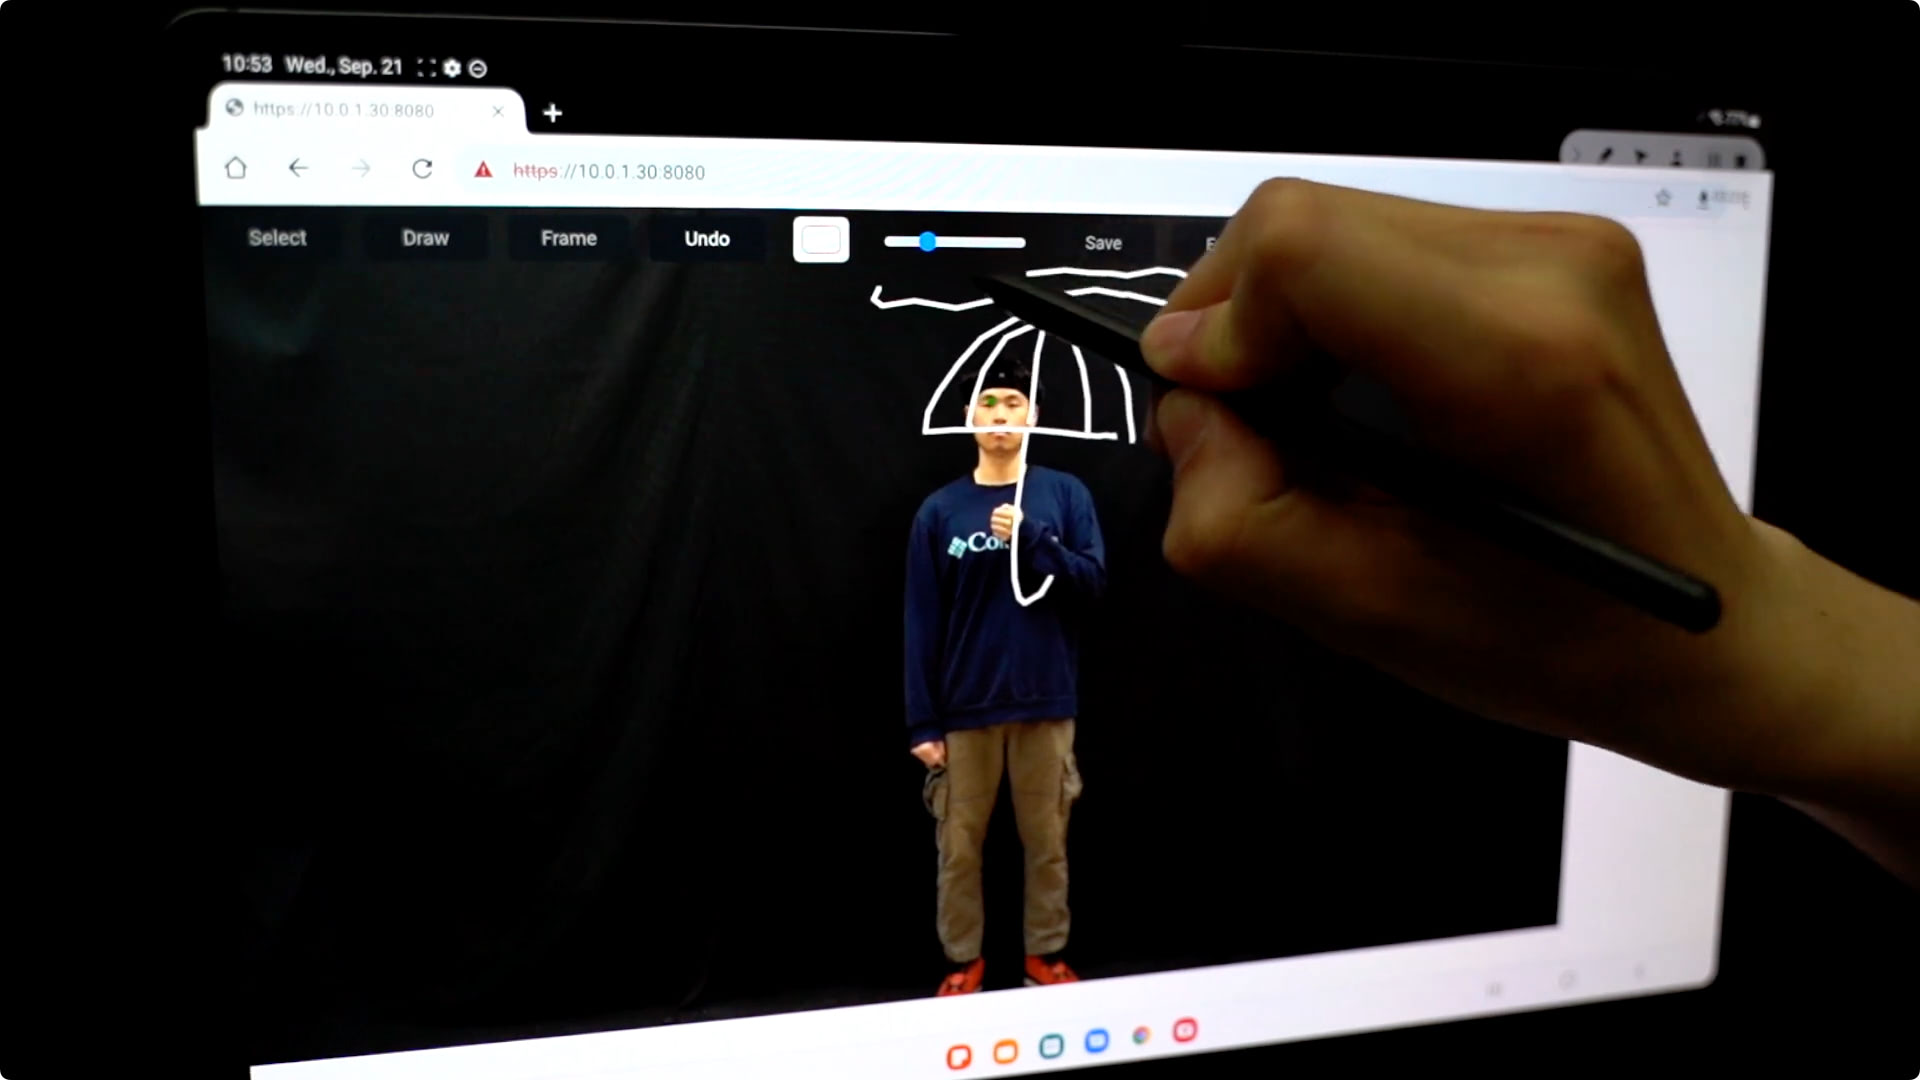 10:53 Wed., Sep. 21
https://10.0.1.30:8080
https://10.0.1.30:8080
Select Draw Frame Undo Save